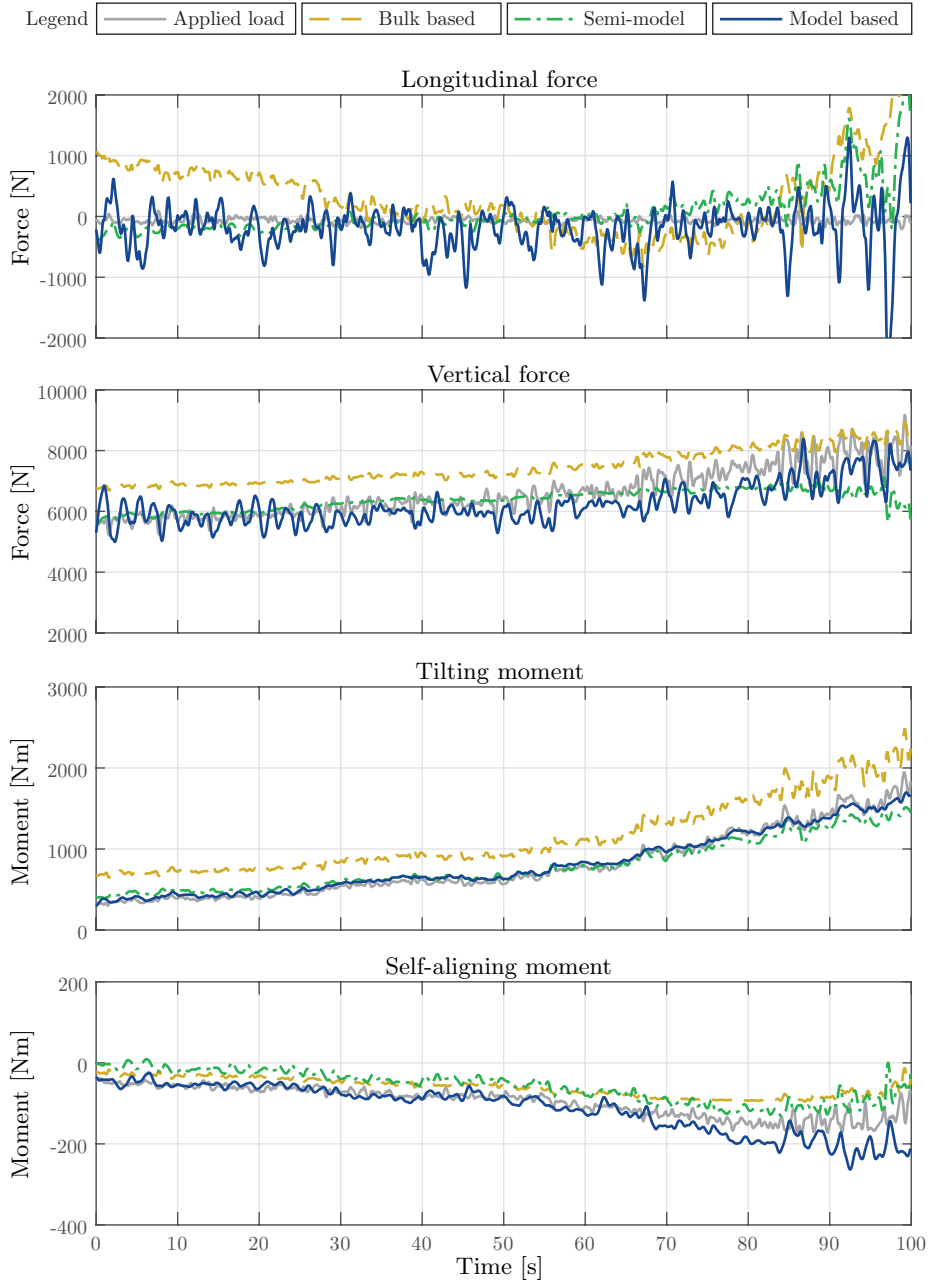 Legend Applied load Bulk based Semi-model Model based
Longitudinal force
2000
1000
0
-1000
-2000
Force [N]
Vertical force
10000
8000
6000
4000
2000
Force [N]
Tilting moment
3000
2000
1000
0
Moment [Nm]
Self-aligning moment
200
0
-200
-400
Moment [Nm]
0 10 20 30 40 50 60 70 80 90 100
Time [s]